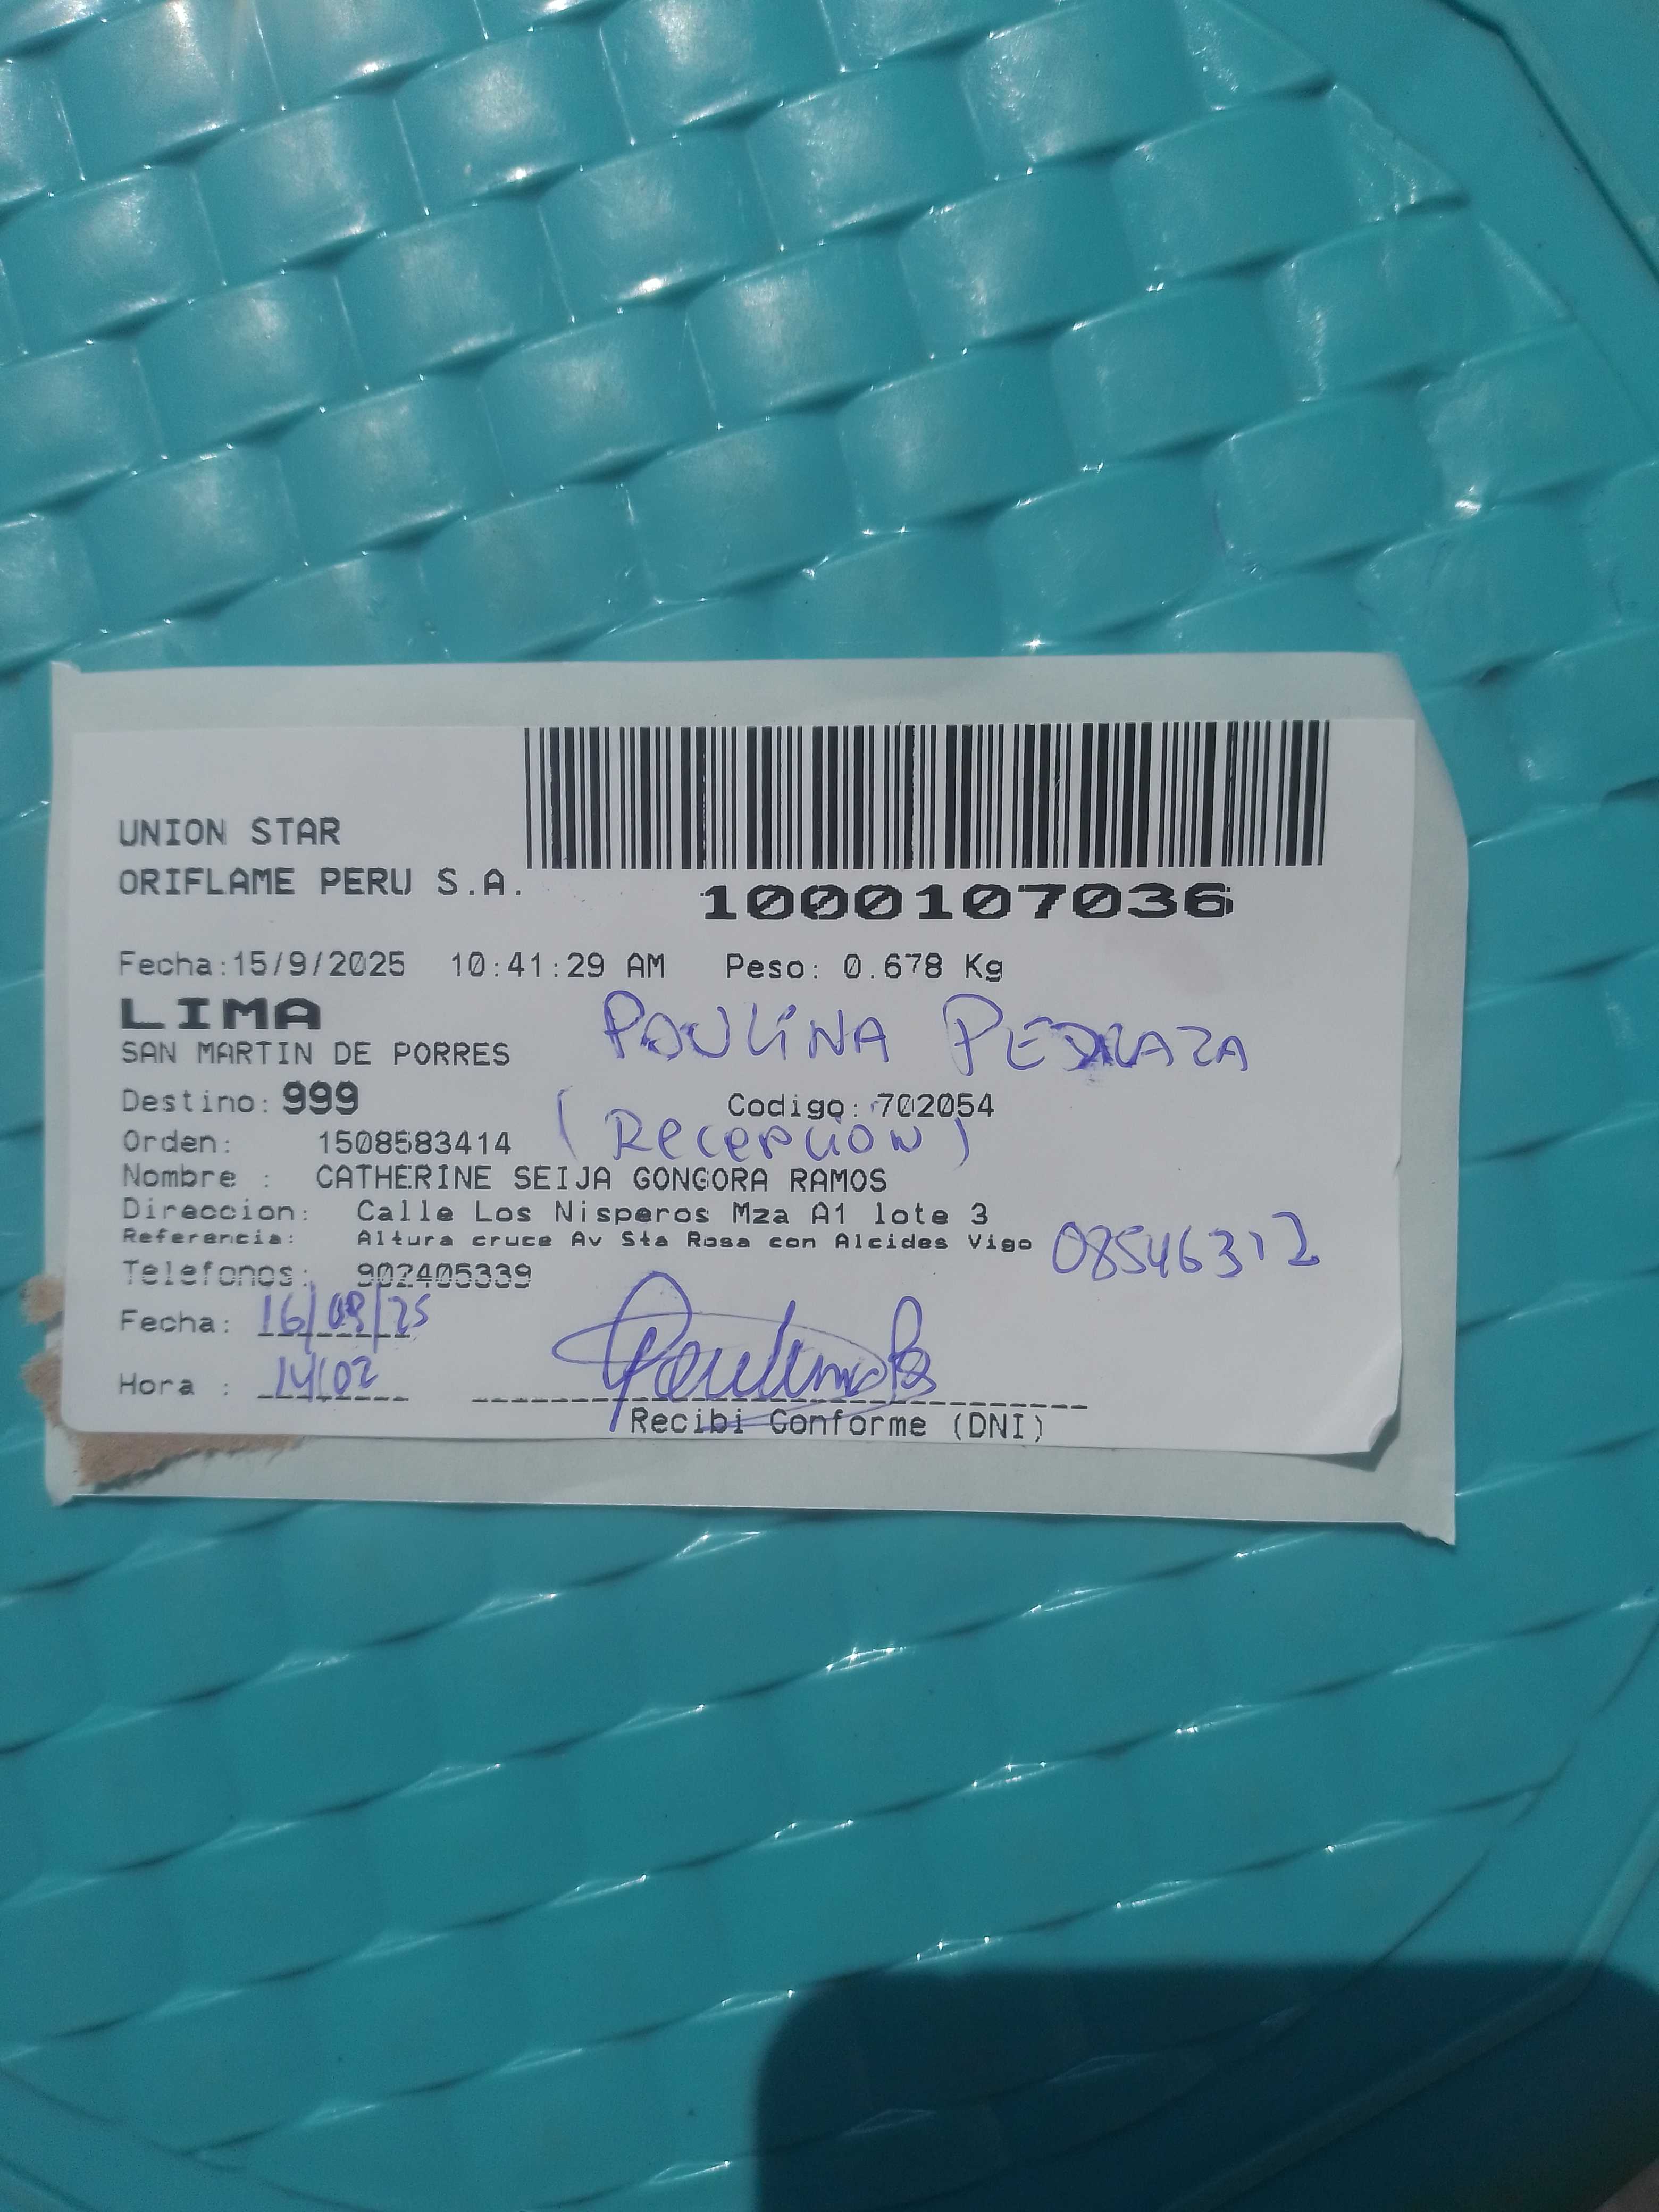 UNION STAR
ORIFLAME PERU S.A.
1000107036
Fecha:15/9/2025 10:41:29 AM Peso: 0.678 Kg
LIMA
PAULINA PEDRAZA
SAN MARTIN DE PORRES
Destino: 999 Codigo: 702054
(RECEPCION)
Orden: 1508583414
Nombre : CATHERINE SEIJA GONGORA RAMOS
Direccion: Calle Los Nisperos Mza A1 lote 3
Referencia: Altura cruce Av Sta Rosa con Alcides Vigo
08546312
Telefonos: 902405339
Fecha: 16/09/25
Hora : 14:02
Recibi Conforme (DNI)